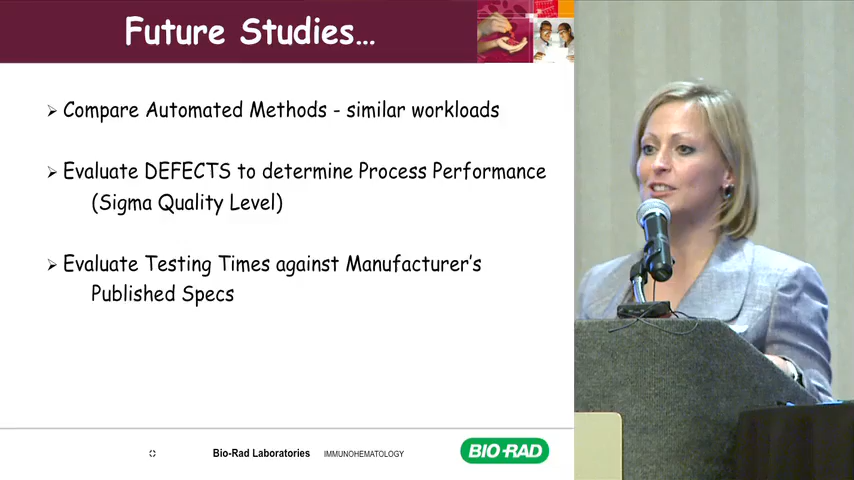 Future Studies…
➢ Compare Automated Methods - similar workloads
➢ Evaluate DEFECTS to determine Process Performance
(Sigma Quality Level)
➢ Evaluate Testing Times against Manufacturer's
Published Specs
Bio-Rad Laboratories IMMUNOHEMATOLOGY
BIO-RAD